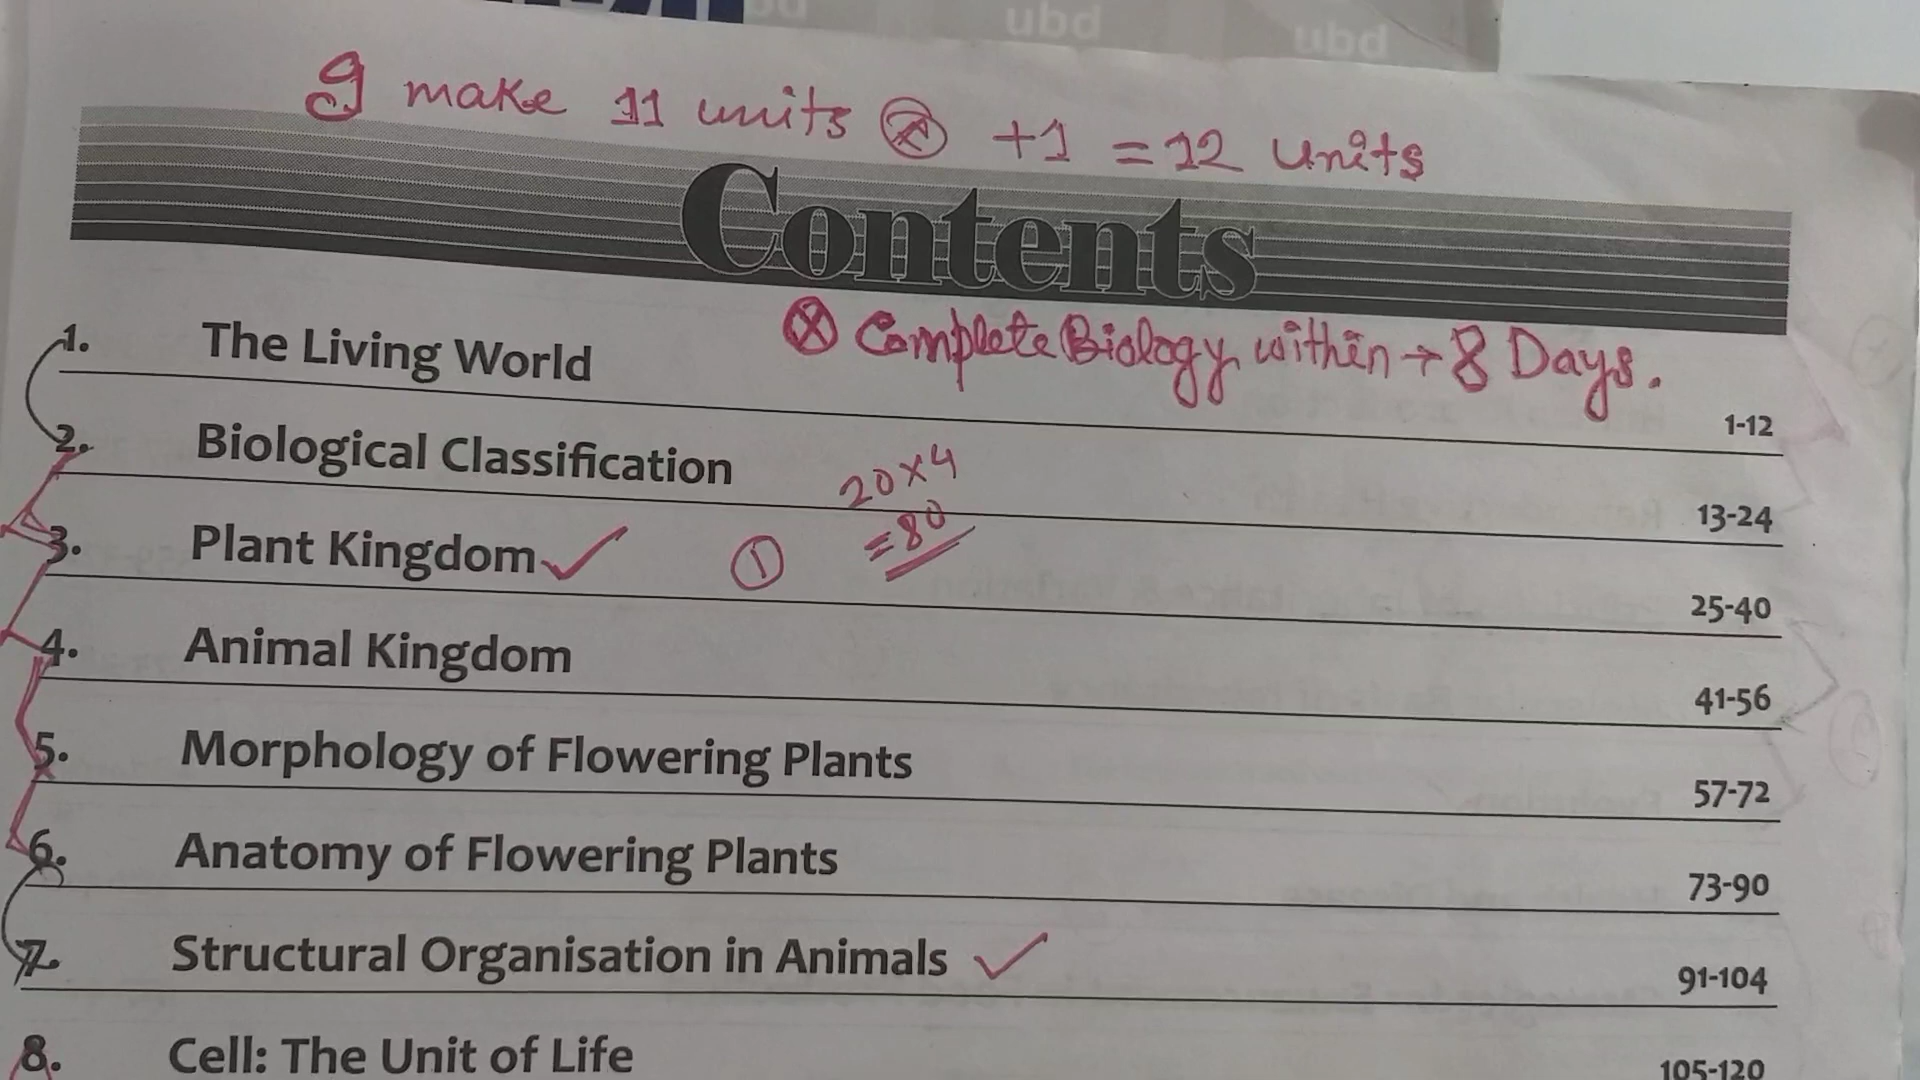 ubd
ubd
I make 11 units +1 = 12 units
Contents
Complete Biology within → 8 Days.
1. The Living World 1-12
2. Biological Classification 13-24
20×4
=80
3. Plant Kingdom ✓ 1 25-40
4. Animal Kingdom 41-56
5. Morphology of Flowering Plants 57-72
6. Anatomy of Flowering Plants 73-90
7. Structural Organisation in Animals ✓ 91-104
8. Cell: The Unit of Life 105-120